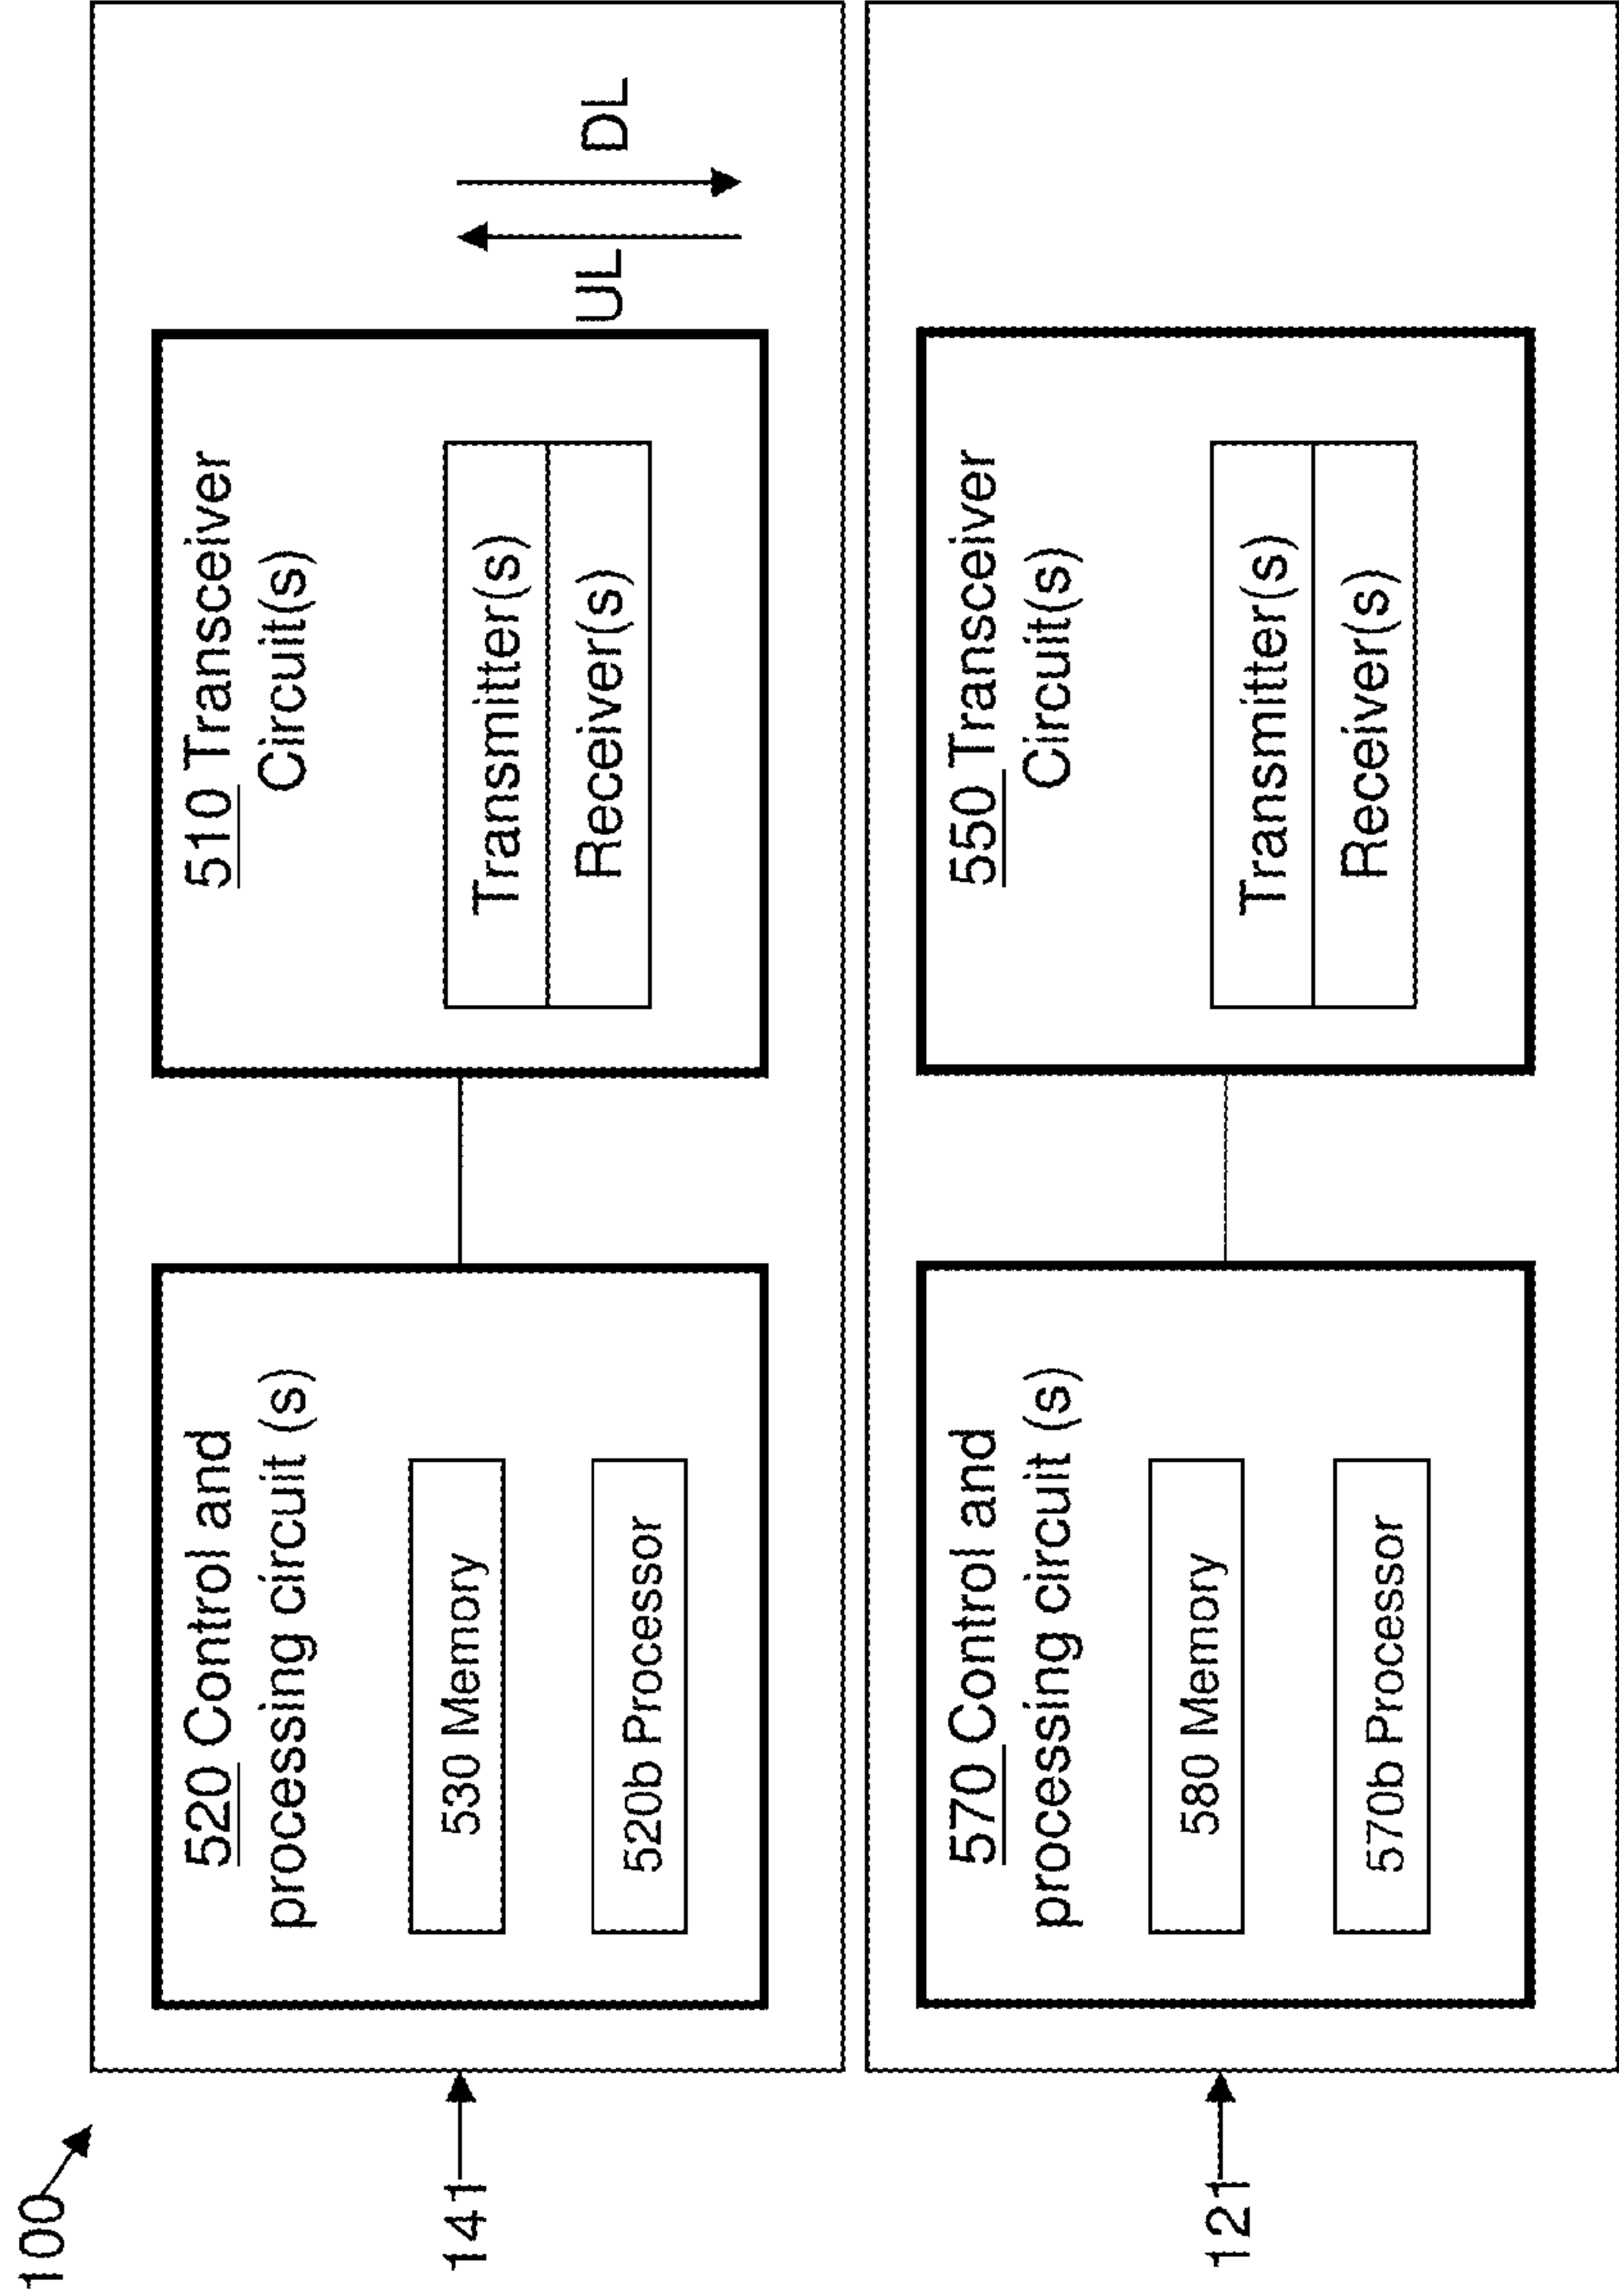 100
141
520 Control and
processing circuit (s)
530 Memory
520b Processor
510 Transceiver
Circuit(s)
Transmitter(s)
Receiver(s)
UL
DL
121
570 Control and
processing circuit (s)
580 Memory
570b Processor
550 Transceiver
Circuit(s)
Transmitter(s)
Receiver(s)